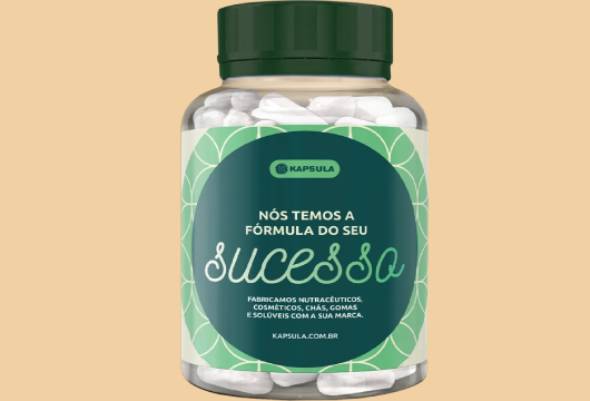 KAPSULA
NÓS TEMOS A
FÓRMULA DO SEU
sucesso
FABRICAMOS NUTRACÊUTICOS,
COSMÉTICOS, CHÁS, GOMAS
E SOLÚVEIS COM A SUA MARCA.
KAPSULA.COM.BR